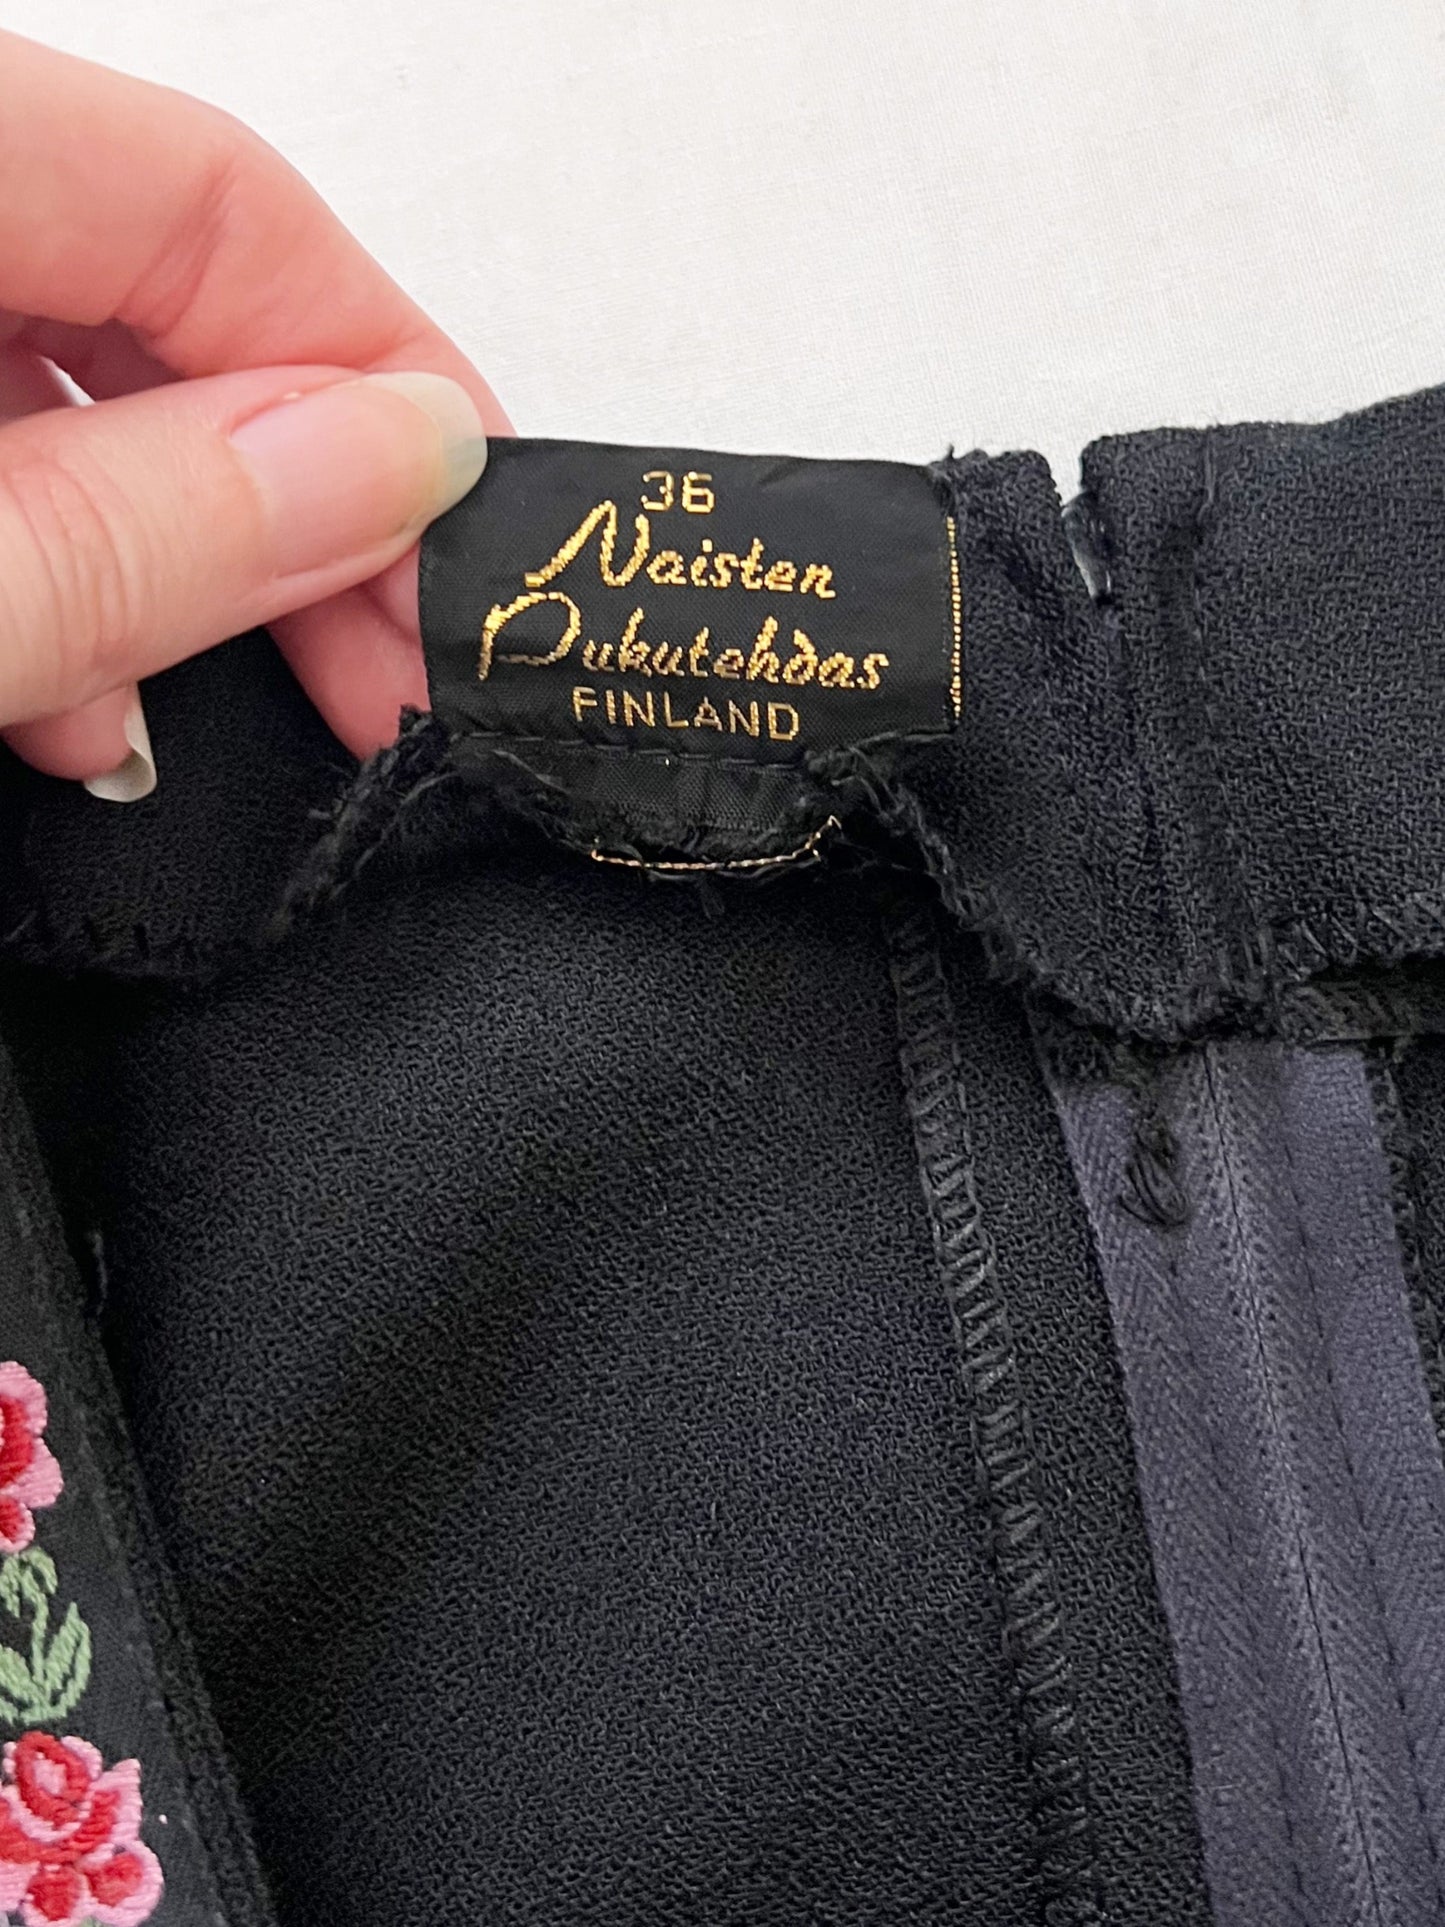 36
Naisten
Pukutehdas
FINLAND